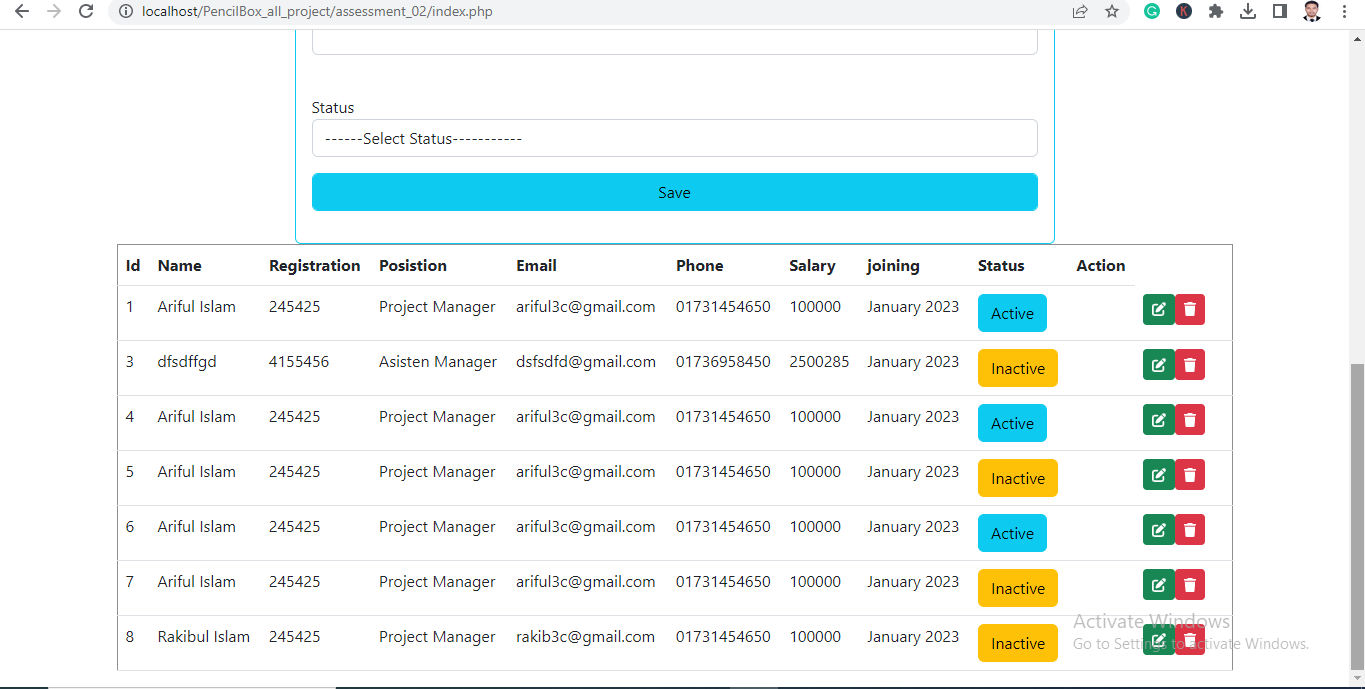 localhost/PencilBox_all_project/assessment_02/index.php
Status
------Select Status-----------
Save
Id Name Registration Posistion Email Phone Salary joining Status Action
1 Ariful Islam 245425 Project Manager ariful3c@gmail.com 01731454650 100000 January 2023 Active
3 dfsdffgd 4155456 Asisten Manager dsfsdfd@gmail.com 01736958450 2500285 January 2023 Inactive
4 Ariful Islam 245425 Project Manager ariful3c@gmail.com 01731454650 100000 January 2023 Active
5 Ariful Islam 245425 Project Manager ariful3c@gmail.com 01731454650 100000 January 2023 Inactive
6 Ariful Islam 245425 Project Manager ariful3c@gmail.com 01731454650 100000 January 2023 Active
7 Ariful Islam 245425 Project Manager ariful3c@gmail.com 01731454650 100000 January 2023 Inactive
8 Rakibul Islam 245425 Project Manager rakib3c@gmail.com 01731454650 100000 January 2023 Inactive
Activate Windows
Go to Settings to activate Windows.